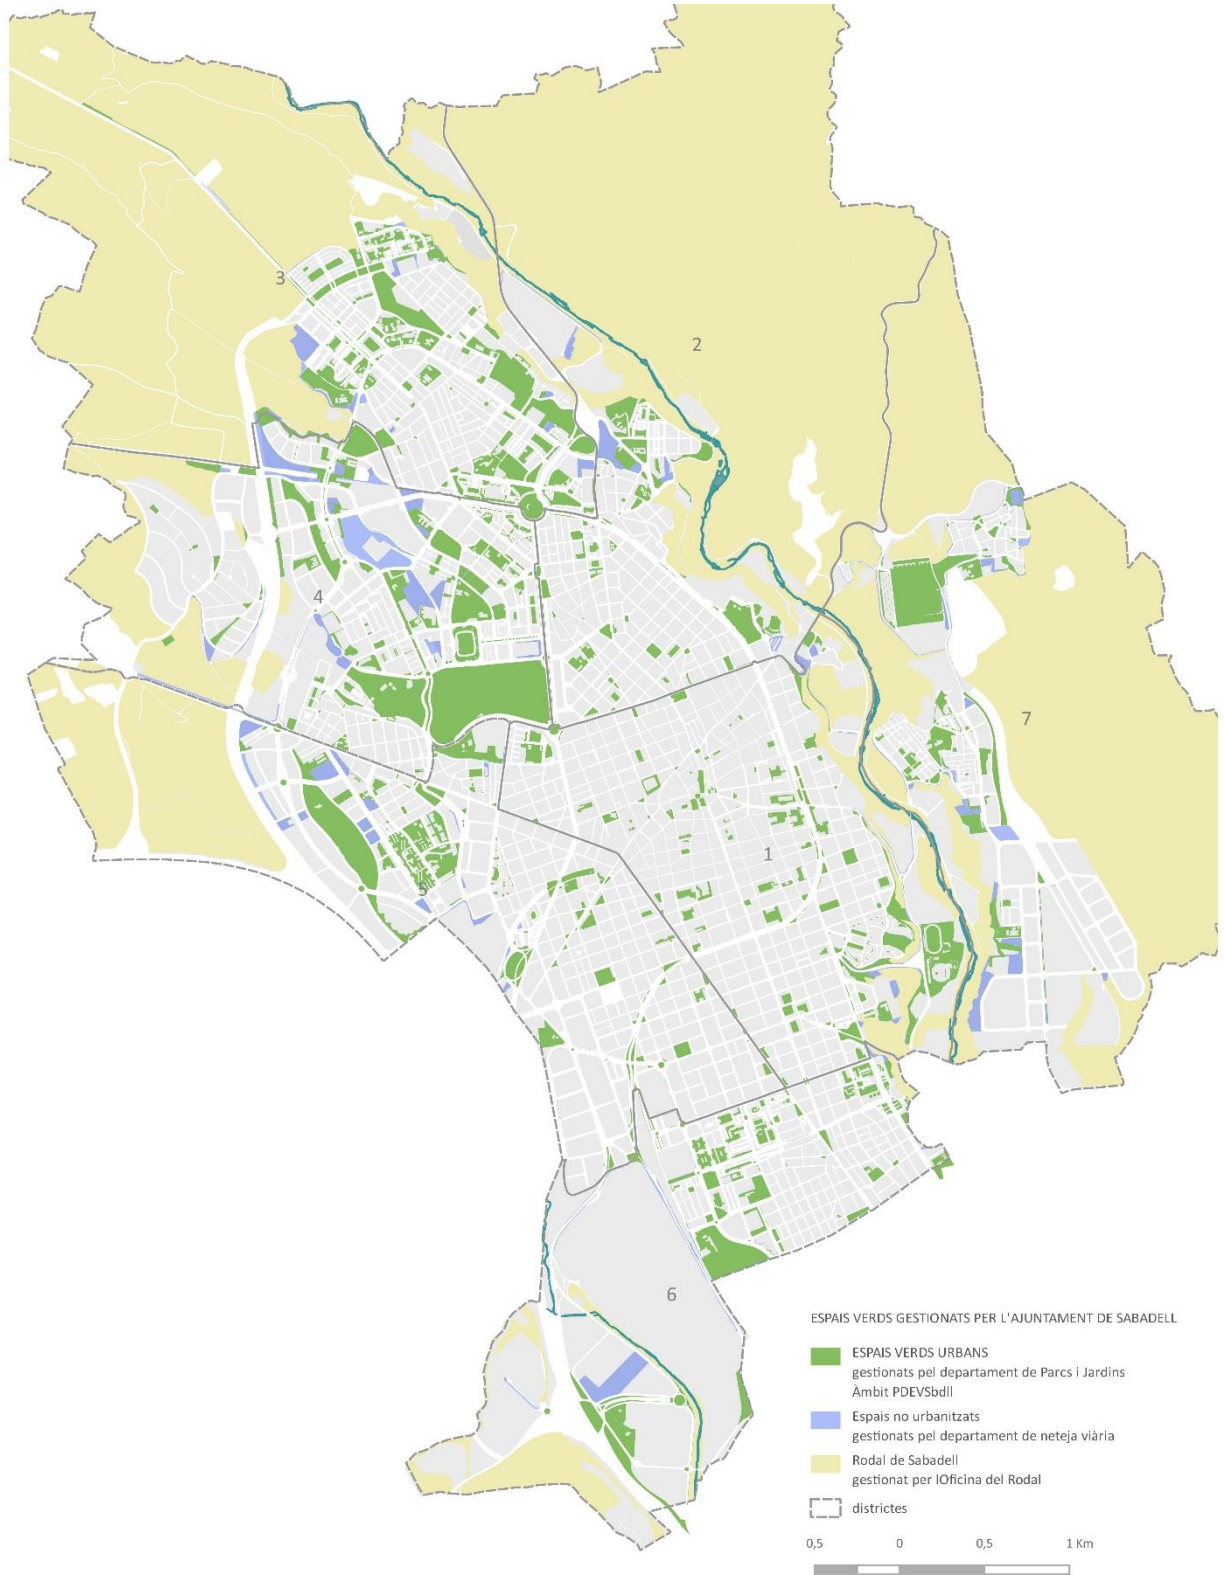 3
2
4
7
1
5
6
ESPAIS VERDS GESTIONATS PER L'AJUNTAMENT DE SABADELL
ESPAIS VERDS URBANS
gestionats pel departament de Parcs i Jardins
Àmbit PDEVSbdll
Espais no urbanitzats
gestionats pel departament de neteja viària
Rodal de Sabadell
gestionat per lOficina del Rodal
districtes
0,5 0 0,5 1 Km